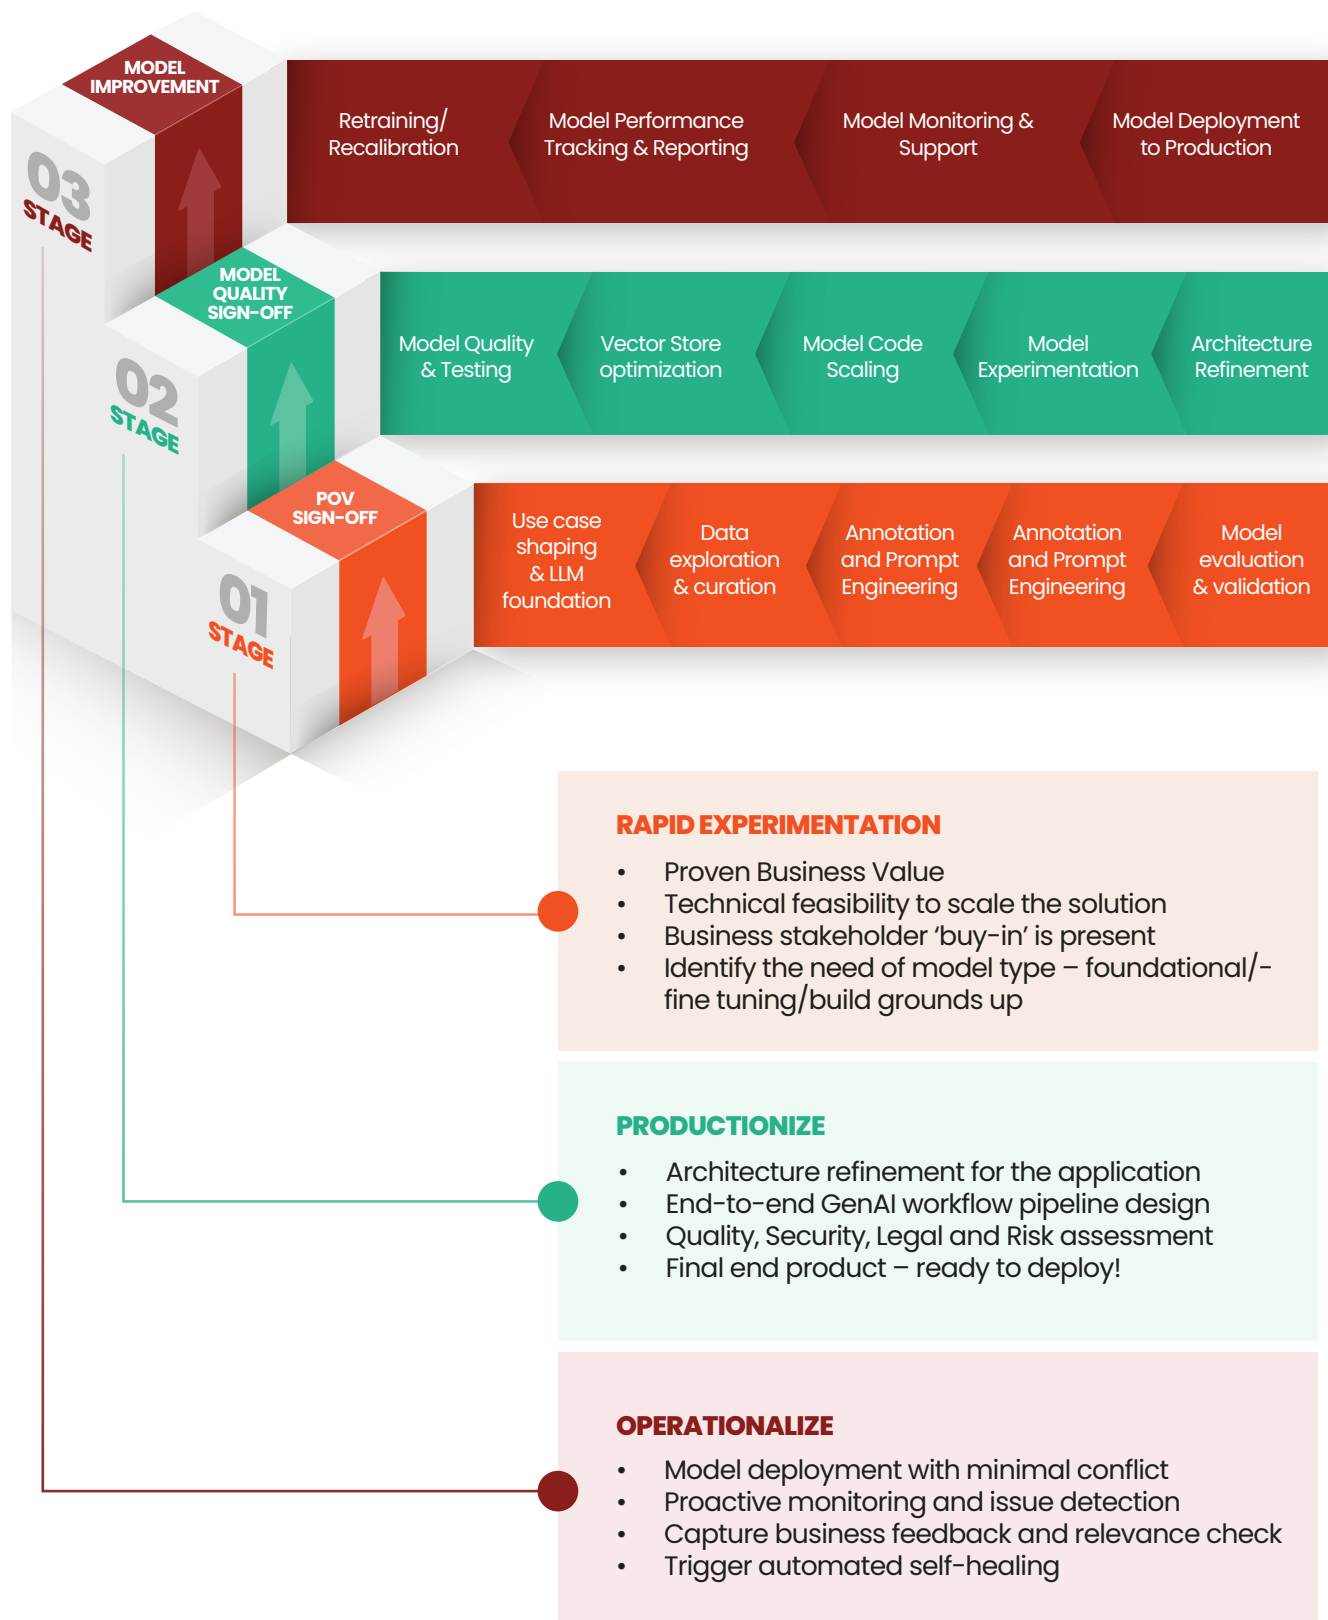 MODEL
IMPROVEMENT
03
STAGE
Retraining/
Recalibration
Model Performance
Tracking & Reporting
Model Monitoring &
Support
Model Deployment
to Production
MODEL
QUALITY
SIGN-OFF
02
STAGE
Model Quality
& Testing
Vector Store
optimization
Model Code
Scaling
Model
Experimentation
Architecture
Refinement
POV
SIGN-OFF
01
STAGE
Use case
shaping
& LLM
foundation
Data
exploration
& curation
Annotation
and Prompt
Engineering
Annotation
and Prompt
Engineering
Model
evaluation
& validation
RAPID EXPERIMENTATION
• Proven Business Value
• Technical feasibility to scale the solution
• Business stakeholder ‘buy-in’ is present
• Identify the need of model type – foundational/-
fine tuning/build grounds up
PRODUCTIONIZE
• Architecture refinement for the application
• End-to-end GenAI workflow pipeline design
• Quality, Security, Legal and Risk assessment
• Final end product – ready to deploy!
OPERATIONALIZE
• Model deployment with minimal conflict
• Proactive monitoring and issue detection
• Capture business feedback and relevance check
• Trigger automated self-healing